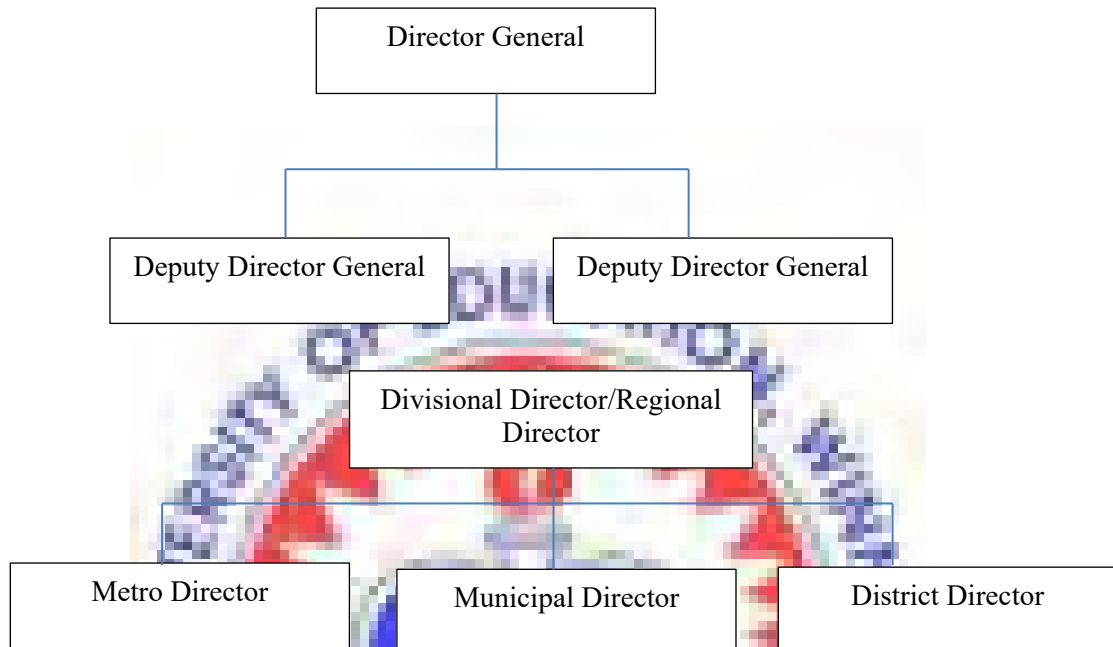 Director General
Deputy Director General
Deputy Director General
Divisional Director/Regional
Director
Metro Director
Municipal Director
District Director